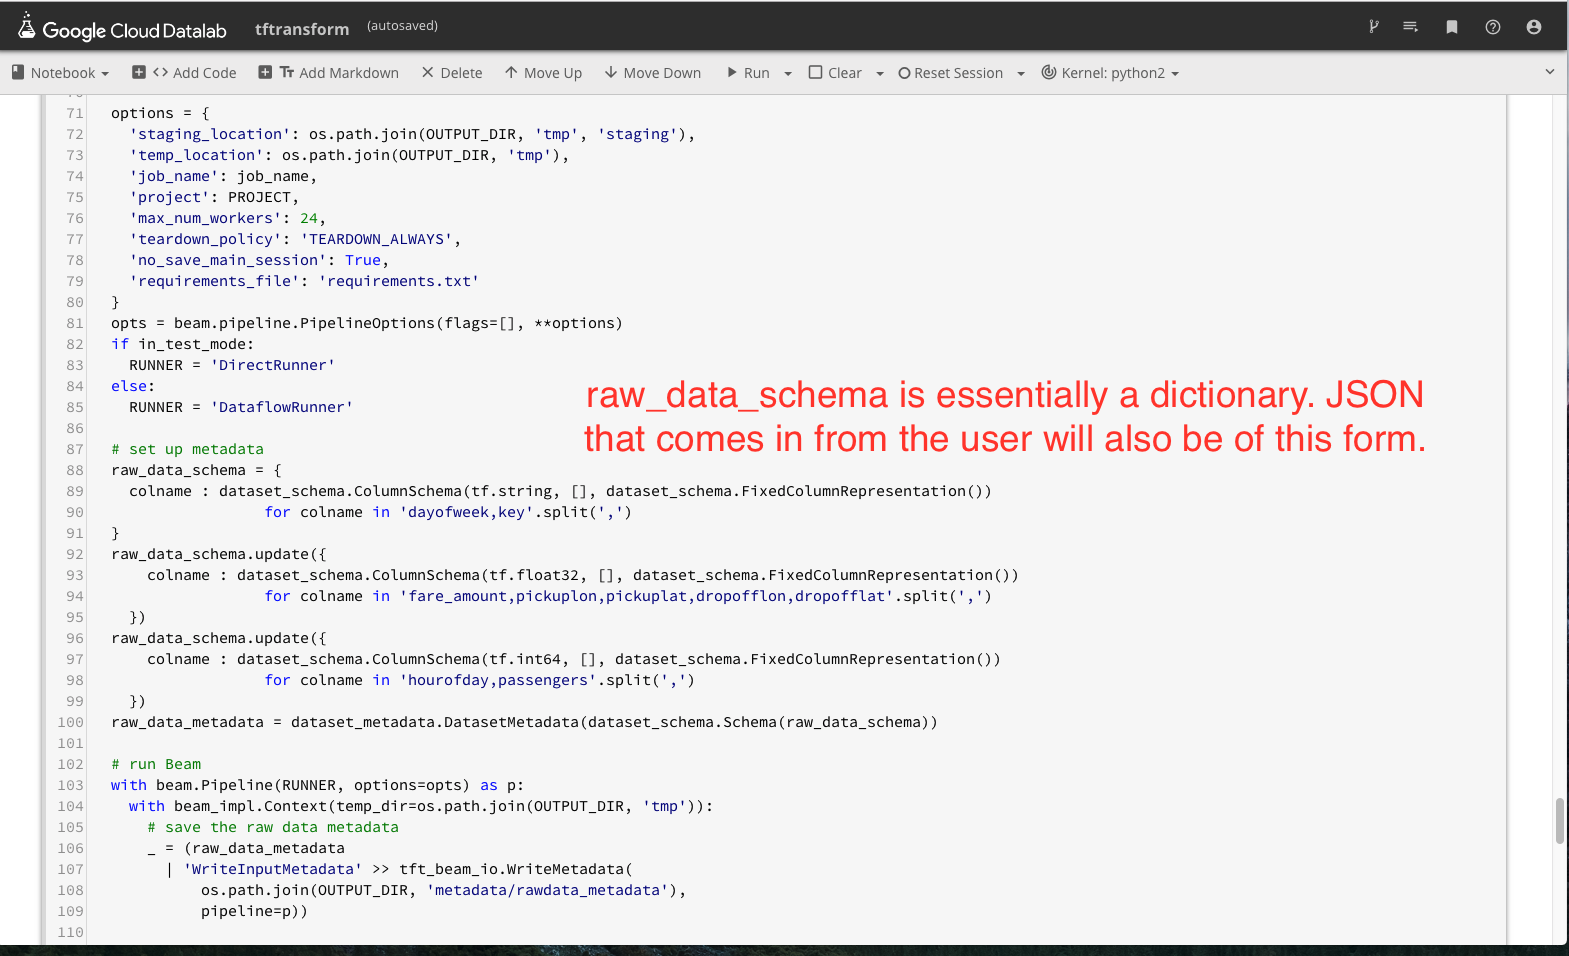 Google Cloud Datalab tftransform (autosaved)
Notebook Add Code Add Markdown Delete Move Up Move Down Run Clear Reset Session Kernel: python2
71 options = {
72 'staging_location': os.path.join(OUTPUT_DIR, 'tmp', 'staging'),
73 'temp_location': os.path.join(OUTPUT_DIR, 'tmp'),
74 'job_name': job_name,
75 'project': PROJECT,
76 'max_num_workers': 24,
77 'teardown_policy': 'TEARDOWN_ALWAYS',
78 'no_save_main_session': True,
79 'requirements_file': 'requirements.txt'
80 }
81 opts = beam.pipeline.PipelineOptions(flags=[], **options)
82 if in_test_mode:
83 RUNNER = 'DirectRunner'
84 else:
85 RUNNER = 'DataflowRunner'
raw_data_schema is essentially a dictionary. JSON
that comes in from the user will also be of this form.
86
87 # set up metadata
88 raw_data_schema = {
89 colname : dataset_schema.ColumnSchema(tf.string, [], dataset_schema.FixedColumnRepresentation())
90 for colname in 'dayofweek,key'.split(',')
91 }
92 raw_data_schema.update({
93 colname : dataset_schema.ColumnSchema(tf.float32, [], dataset_schema.FixedColumnRepresentation())
94 for colname in 'fare_amount,pickuplon,pickuplat,dropofflon,dropofflat'.split(',')
95 })
96 raw_data_schema.update({
97 colname : dataset_schema.ColumnSchema(tf.int64, [], dataset_schema.FixedColumnRepresentation())
98 for colname in 'hourofday,passengers'.split(',')
99 })
100 raw_data_metadata = dataset_metadata.DatasetMetadata(dataset_schema.Schema(raw_data_schema))
101
102 # run Beam
103 with beam.Pipeline(RUNNER, options=opts) as p:
104 with beam_impl.Context(temp_dir=os.path.join(OUTPUT_DIR, 'tmp')):
105 # save the raw data metadata
106 _ = (raw_data_metadata
107 | 'WriteInputMetadata' >> tft_beam_io.WriteMetadata(
108 os.path.join(OUTPUT_DIR, 'metadata/rawdata_metadata'),
109 pipeline=p))
110